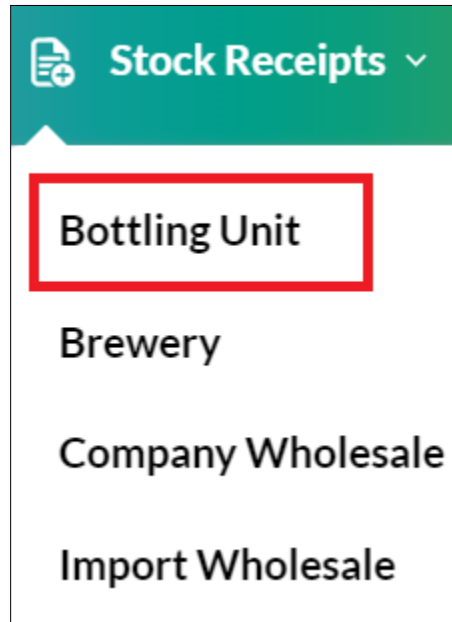 Stock Receipts
Bottling Unit
Brewery
Company Wholesale
Import Wholesale